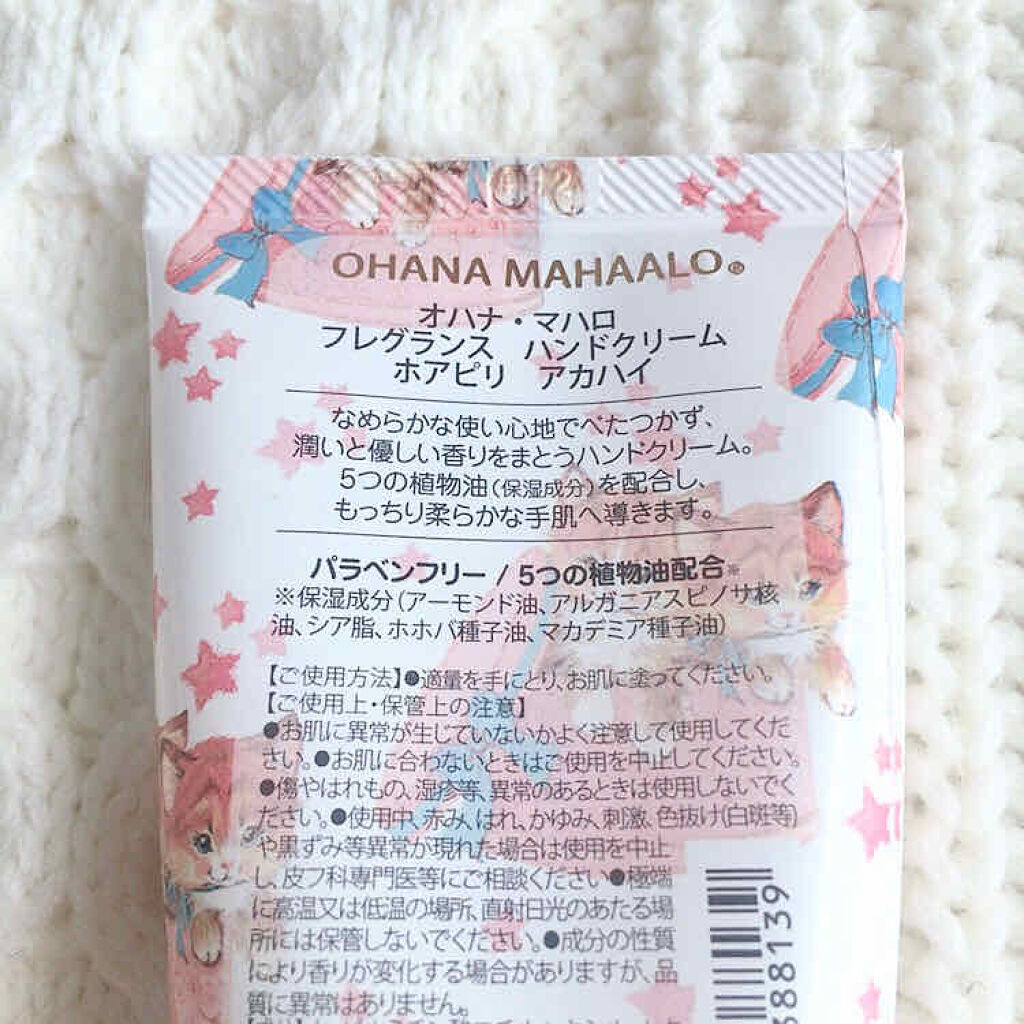 OHANA MAHAALO®
オハナ・マハロ
フレグランス ハンドクリーム
ホアピリ アカハイ
なめらかな使い心地でべたつかず、
潤いと優しい香りをまとうハンドクリーム。
5つの植物油(保湿成分)を配合し、
もっちり柔らかな手肌へ導きます。
パラベンフリー / 5つの植物油配合※
※保湿成分(アーモンド油、アルガニアスピノサ核
油、シア脂、ホホバ種子油、マカデミア種子油)
【ご使用方法】●適量を手にとり、お肌に塗ってください。
【ご使用上・保管上の注意】
●お肌に異常が生じていないかよく注意して使用してくだ
さい。●お肌に合わないときはご使用を中止してください。
●傷やはれもの、湿疹等、異常のあるときは使用しないでく
ださい。●使用中、赤み、はれ、かゆみ、刺激、色抜け(白斑等)
や黒ずみ等異常が現れた場合は使用を中止
し、皮フ科専門医等にご相談ください●極端
に高温又は低温の場所、直射日光のあたる場
所には保管しないでください。●成分の性質
により香りが変化する場合がありますが、品
質に異常はありません。
88139